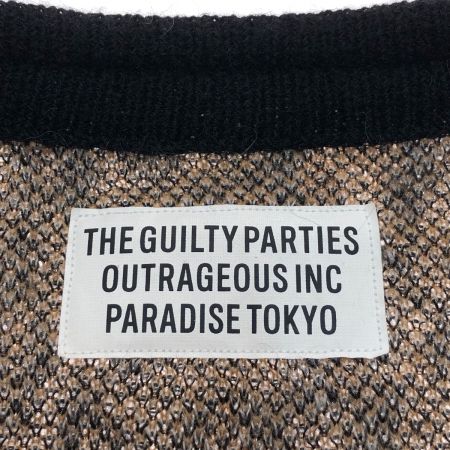 THE GUILTY PARTIES
OUTRAGEOUS INC
PARADISE TOKYO